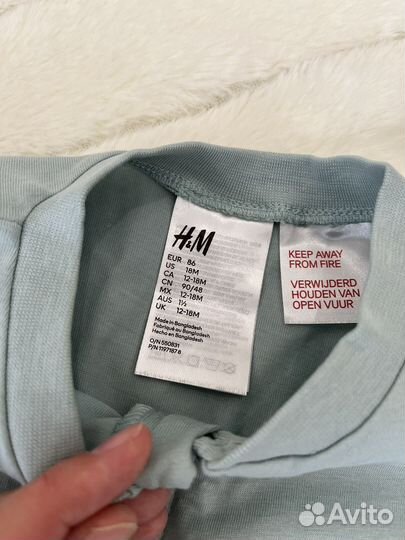 H&M
EUR 86
US 18M
CA 12-18M
CN 90/48
MX 12-18M
AUS 1½
UK 12-18M
Made in Bangladesh
Fabriqué au Bangladesh
Hecho en Bangladesh
O/N 550831
P/N 1197187 8
KEEP AWAY
FROM FIRE
VERWIJDERD
HOUDEN VAN
OPEN VUUR
Avito